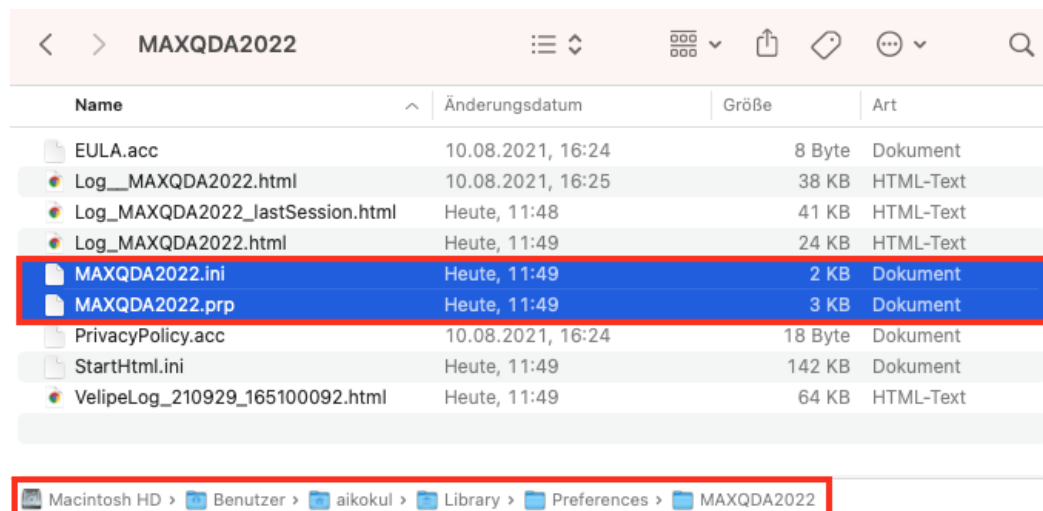 MAXQDA2022
Name Änderungsdatum Größe Art
EULA.acc 10.08.2021, 16:24 8 Byte Dokument
Log__MAXQDA2022.html 10.08.2021, 16:25 38 KB HTML-Text
Log_MAXQDA2022_lastSession.html Heute, 11:48 41 KB HTML-Text
Log_MAXQDA2022.html Heute, 11:49 24 KB HTML-Text
MAXQDA2022.ini Heute, 11:49 2 KB Dokument
MAXQDA2022.prp Heute, 11:49 3 KB Dokument
PrivacyPolicy.acc 10.08.2021, 16:24 18 Byte Dokument
StartHtml.ini Heute, 11:49 142 KB Dokument
VelipeLog_210929_165100092.html Heute, 11:49 64 KB HTML-Text
Macintosh HD › Benutzer › aikokul › Library › Preferences › MAXQDA2022